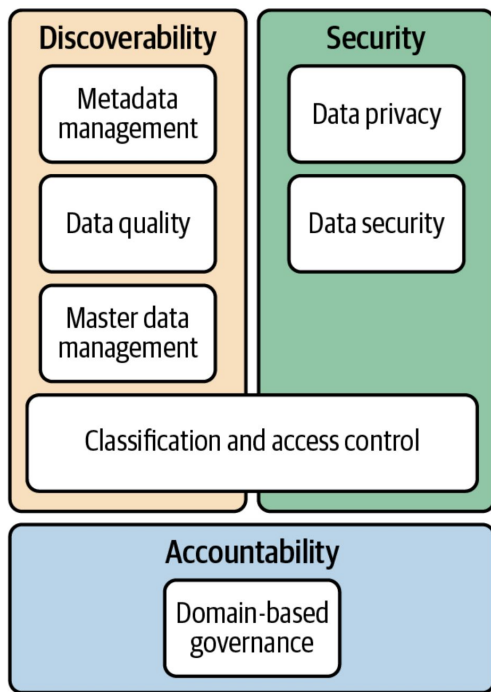 Discoverability
Metadata
management
Data quality
Master data
management
Security
Data privacy
Data security
Classification and access control
Accountability
Domain-based
governance